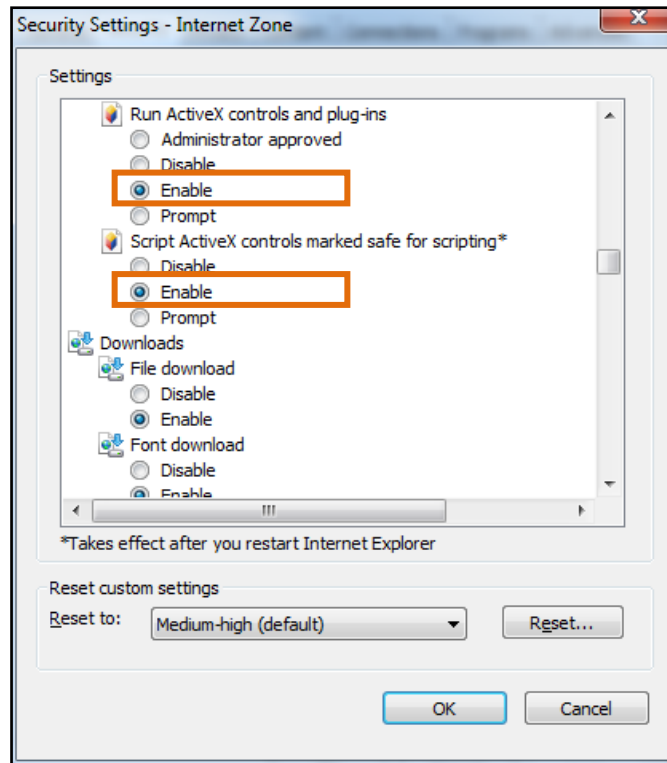 Security Settings - Internet Zone
Settings
Run ActiveX controls and plug-ins
Administrator approved
Disable
Enable
Prompt
Script ActiveX controls marked safe for scripting*
Disable
Enable
Prompt
Downloads
File download
Disable
Enable
Font download
Disable
Enable
*Takes effect after you restart Internet Explorer
Reset custom settings
Reset to:
Medium-high (default)
Reset...
OK
Cancel